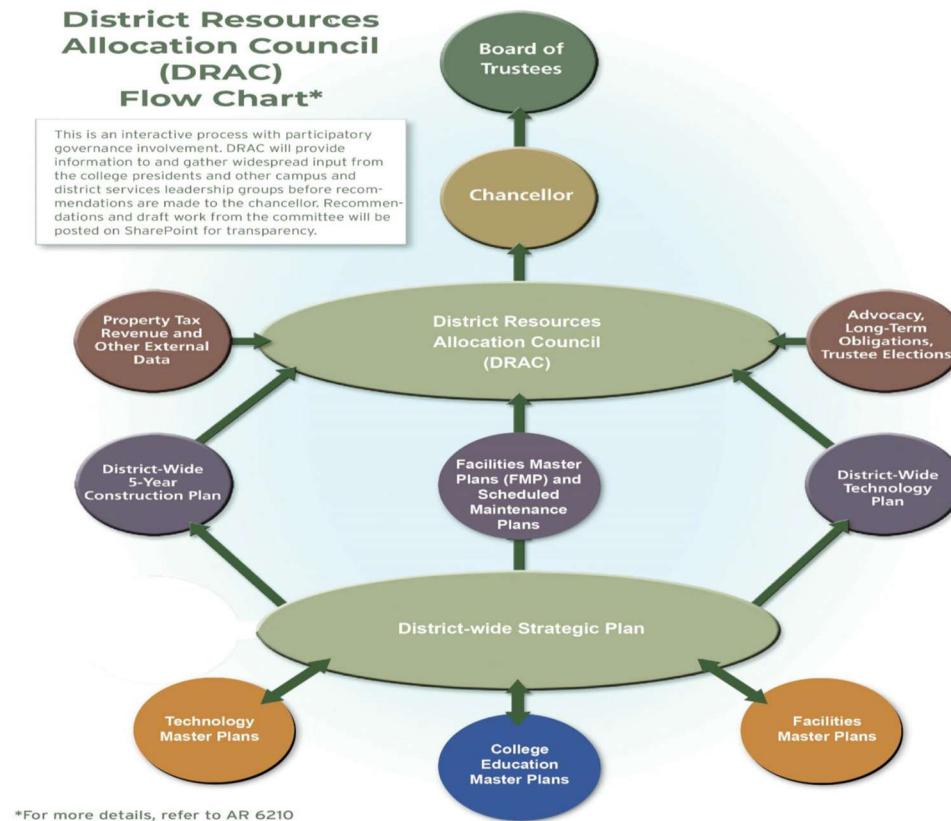 District Resources
Allocation Council
(DRAC)
Flow Chart*
This is an interactive process with participatory
governance involvement. DRAC will provide
information to and gather widespread input from
the college presidents and other campus and
district services leadership groups before recom-
mendations are made to the chancellor. Recommen-
dations and draft work from the committee will be
posted on SharePoint for transparency.
Board of
Trustees
Chancellor
Property Tax
Revenue and
Other External
Data
District Resources
Allocation Council
(DRAC)
Advocacy,
Long-Term
Obligations,
Trustee Elections
District-Wide
5-Year
Construction Plan
Facilities Master
Plans (FMP) and
Scheduled
Maintenance
Plans
District-Wide
Technology
Plan
District-wide Strategic Plan
Technology
Master Plans
College
Education
Master Plans
Facilities
Master Plans
*For more details, refer to AR 6210